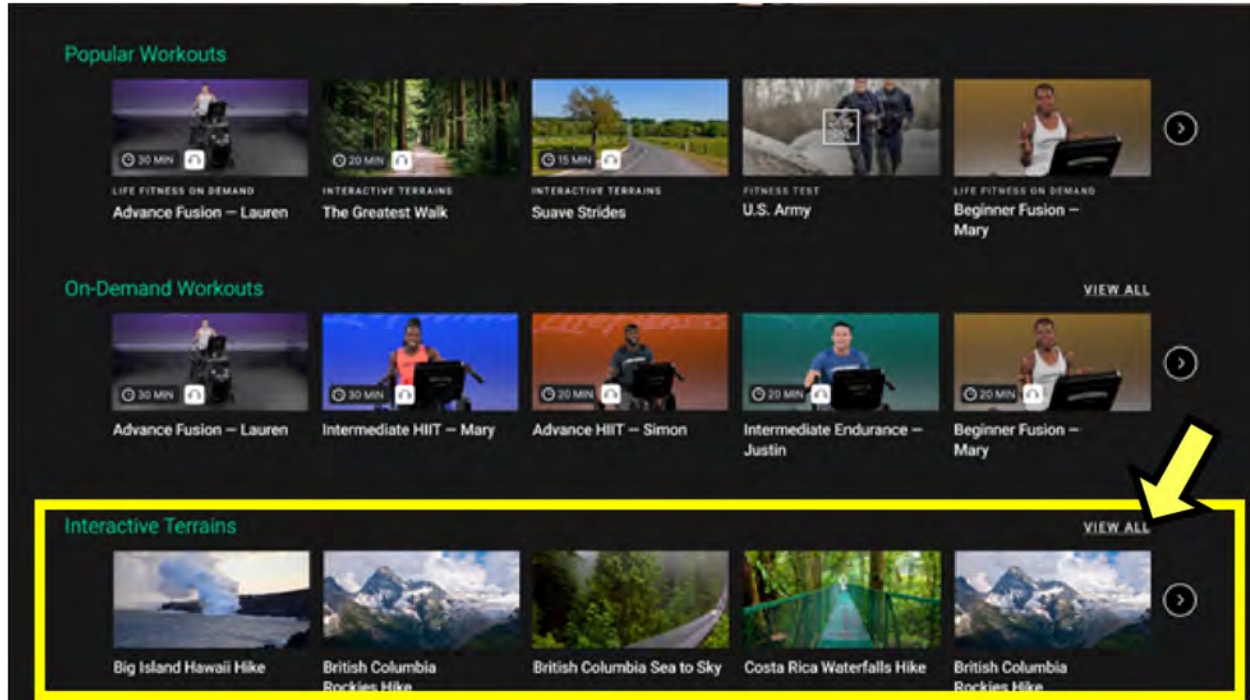 Popular Workouts
30 MIN
20 MIN
15 MIN
LIFE FITNESS ON DEMAND
INTERACTIVE TERRAINS
INTERACTIVE TERRAINS
FITNESS TEST
LIFE FITNESS ON DEMAND
Advance Fusion — Lauren
The Greatest Walk
Suave Strides
U.S. Army
Beginner Fusion —
Mary
On-Demand Workouts
VIEW ALL
30 MIN
30 MIN
20 MIN
20 MIN
20 MIN
Advance Fusion — Lauren
Intermediate HIIT — Mary
Advance HIIT — Simon
Intermediate Endurance —
Justin
Beginner Fusion —
Mary
Interactive Terrains
VIEW ALL
Big Island Hawaii Hike
British Columbia
Rockies Hike
British Columbia Sea to Sky
Costa Rica Waterfalls Hike
British Columbia
Rockies Hike